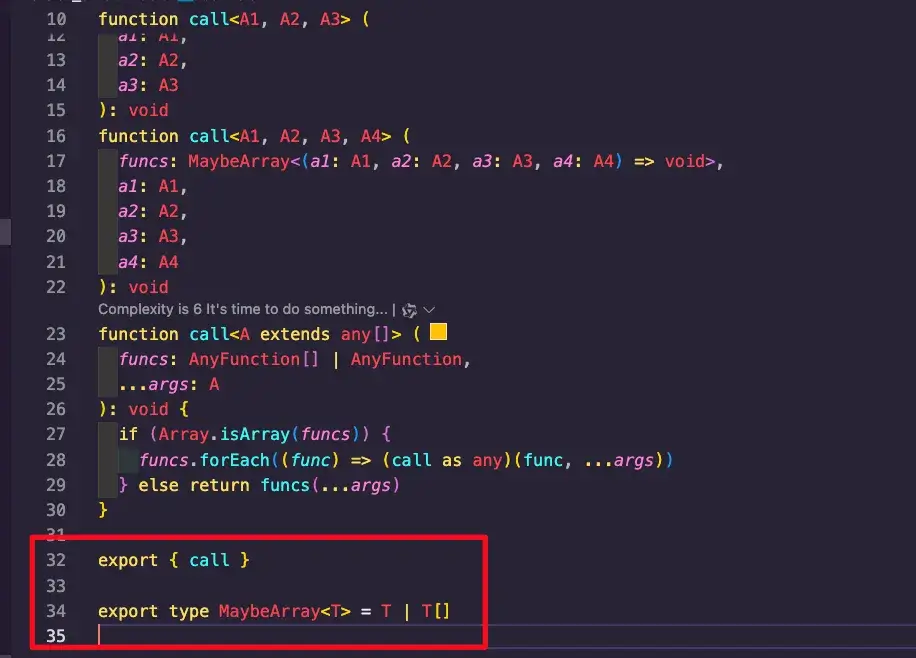 10 function call<A1, A2, A3> (
12 a1: A1,
13 a2: A2,
14 a3: A3
15 ): void
16 function call<A1, A2, A3, A4> (
17 funcs: MaybeArray<(a1: A1, a2: A2, a3: A3, a4: A4) => void>,
18 a1: A1,
19 a2: A2,
20 a3: A3,
21 a4: A4
22 ): void
Complexity is 6 It's time to do something... |
23 function call<A extends any[]> (
24 funcs: AnyFunction[] | AnyFunction,
25 ...args: A
26 ): void {
27 if (Array.isArray(funcs)) {
28 funcs.forEach((func) => (call as any)(func, ...args))
29 } else return funcs(...args)
30 }
31
32 export { call }
33
34 export type MaybeArray<T> = T | T[]
35